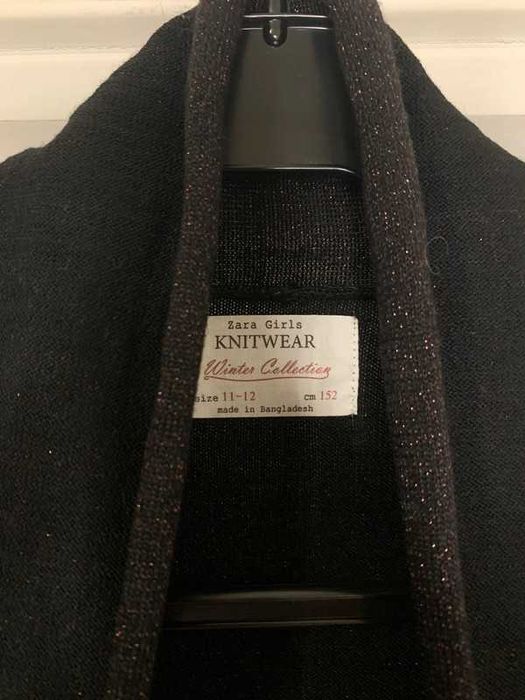 Zara Girls
KNITWEAR
Winter Collection
size 11-12 cm 152
made in Bangladesh